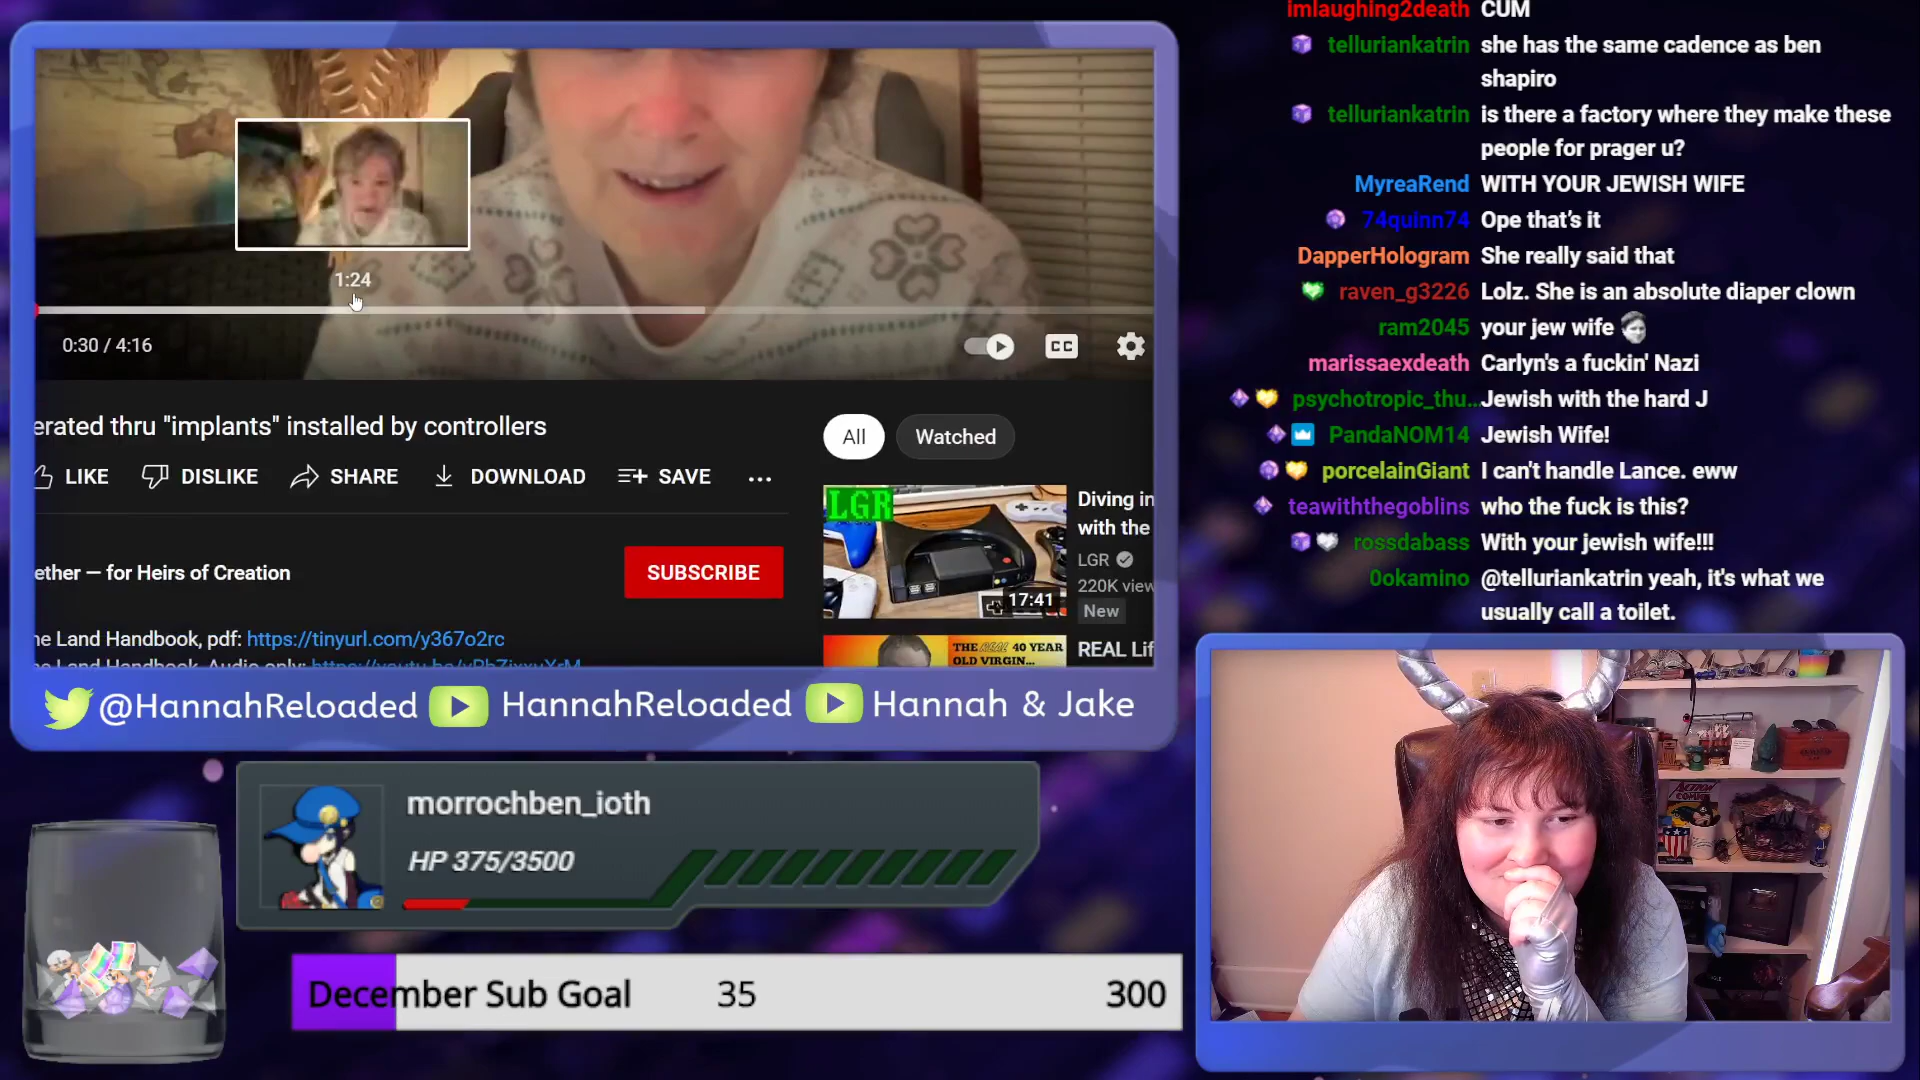 1:24
0:30 / 4:16
CC
erated thru "implants" installed by controllers
LIKE
DISLIKE
SHARE
DOWNLOAD
SAVE
ether — for Heirs of Creation
SUBSCRIBE
ne Land Handbook, pdf: https://tinyurl.com/y367o2rc
All
Watched
LGR
17:41
Diving in
with the
LGR
220K view
New
THE REAL 40 YEAR
OLD VIRGIN...
REAL Lif
@HannahReloaded
HannahReloaded
Hannah & Jake
morrochben_ioth
HP 375/3500
December Sub Goal 35 300
imlaughing2death CUM
telluriankatrin she has the same cadence as ben
shapiro
telluriankatrin is there a factory where they make these
people for prager u?
MyreaRend WITH YOUR JEWISH WIFE
74quinn74 Ope that's it
DapperHologram She really said that
raven_g3226 Lolz. She is an absolute diaper clown
ram2045 your jew wife
marissaexdeath Carlyn's a fuckin' Nazi
psychotropic_thu... Jewish with the hard J
PandaNOM14 Jewish Wife!
porcelainGiant I can't handle Lance. eww
teawiththegoblins who the fuck is this?
rossdabass With your jewish wife!!!
0okamino @telluriankatrin yeah, it's what we
usually call a toilet.
ACTION
COMICS